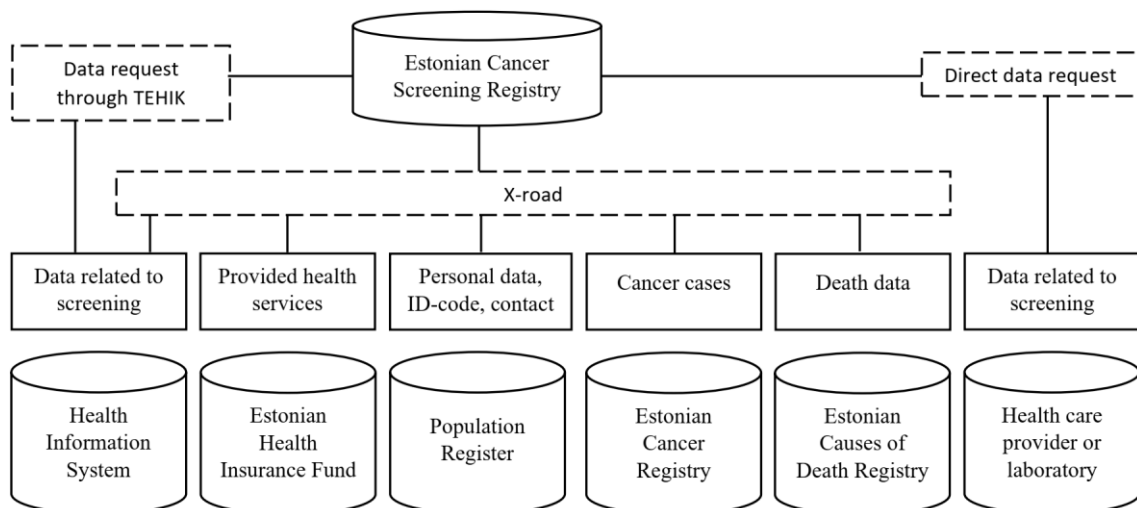 Data request
through TEHIK
Estonian Cancer
Screening Registry
Direct data request
X-road
Data related to
screening
Provided health
services
Personal data,
ID-code, contact
Cancer cases
Death data
Data related to
screening
Health
Information
System
Estonian
Health
Insurance Fund
Population
Register
Estonian
Cancer
Registry
Estonian
Causes of
Death Registry
Health care
provider or
laboratory